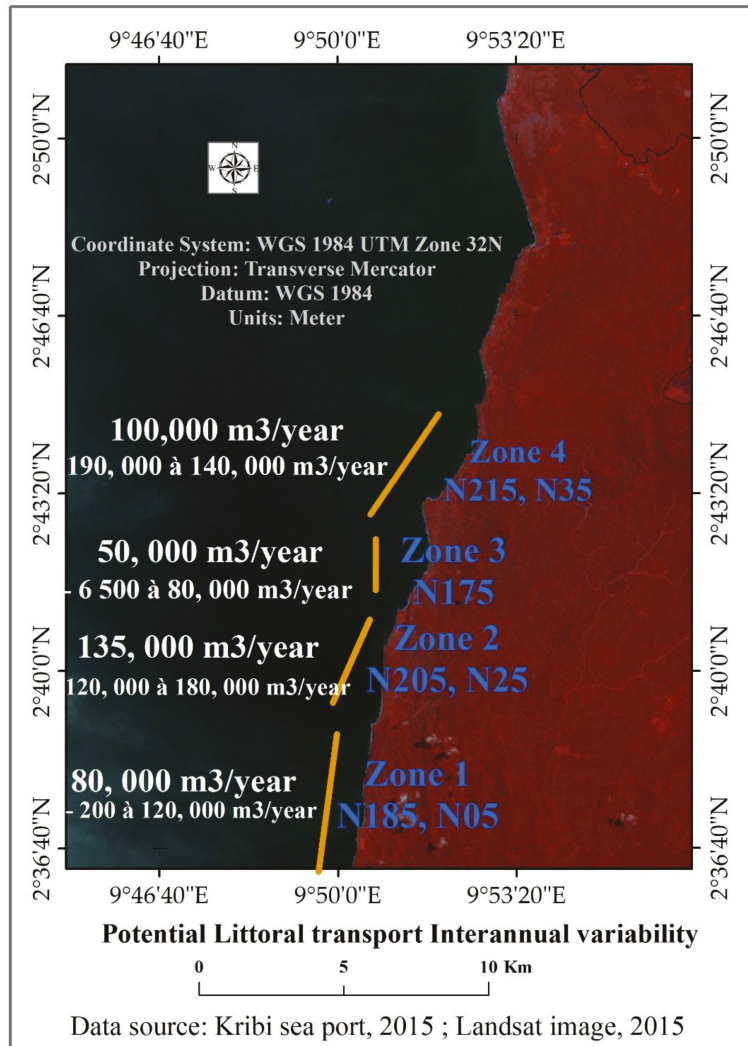 9°46'40"E 9°50'0"E 9°53'20"E
N
W E
S
2°50'0"N 2°50'0"N
Coordinate System: WGS 1984 UTM Zone 32N
Projection: Transverse Mercator
Datum: WGS 1984
Units: Meter
2°46'40"N 2°46'40"N
100,000 m3/year
190, 000 à 140, 000 m3/year
Zone 4
N215, N35
2°43'20"N 2°43'20"N
50, 000 m3/year
- 6 500 à 80, 000 m3/year
Zone 3
N175
135, 000 m3/year
120, 000 à 180, 000 m3/year
Zone 2
N205, N25
2°40'0"N 2°40'0"N
80, 000 m3/year
- 200 à 120, 000 m3/year
Zone 1
N185, N05
2°36'40"N 2°36'40"N
9°46'40"E 9°50'0"E 9°53'20"E
Potential Littoral transport Interannual variability
0 5 10 Km
Data source: Kribi sea port, 2015 ; Landsat image, 2015